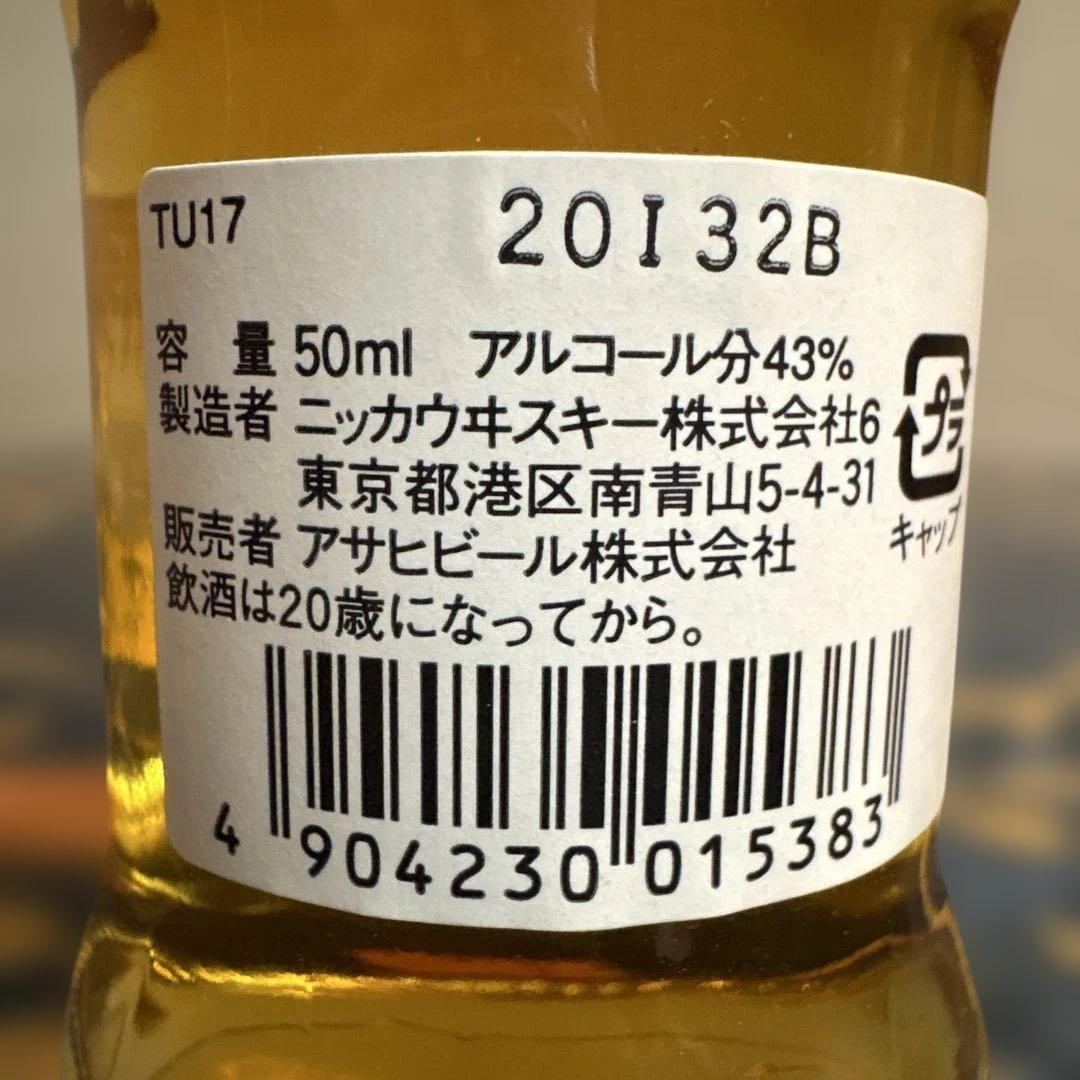 TU17 20I32B
容 量 50ml アルコール分43%
製造者 ニッカウヰスキー株式会社6
東京都港区南青山5-4-31
販売者 アサヒビール株式会社
飲酒は20歳になってから。
プラ
キャップ
4 904230 015383